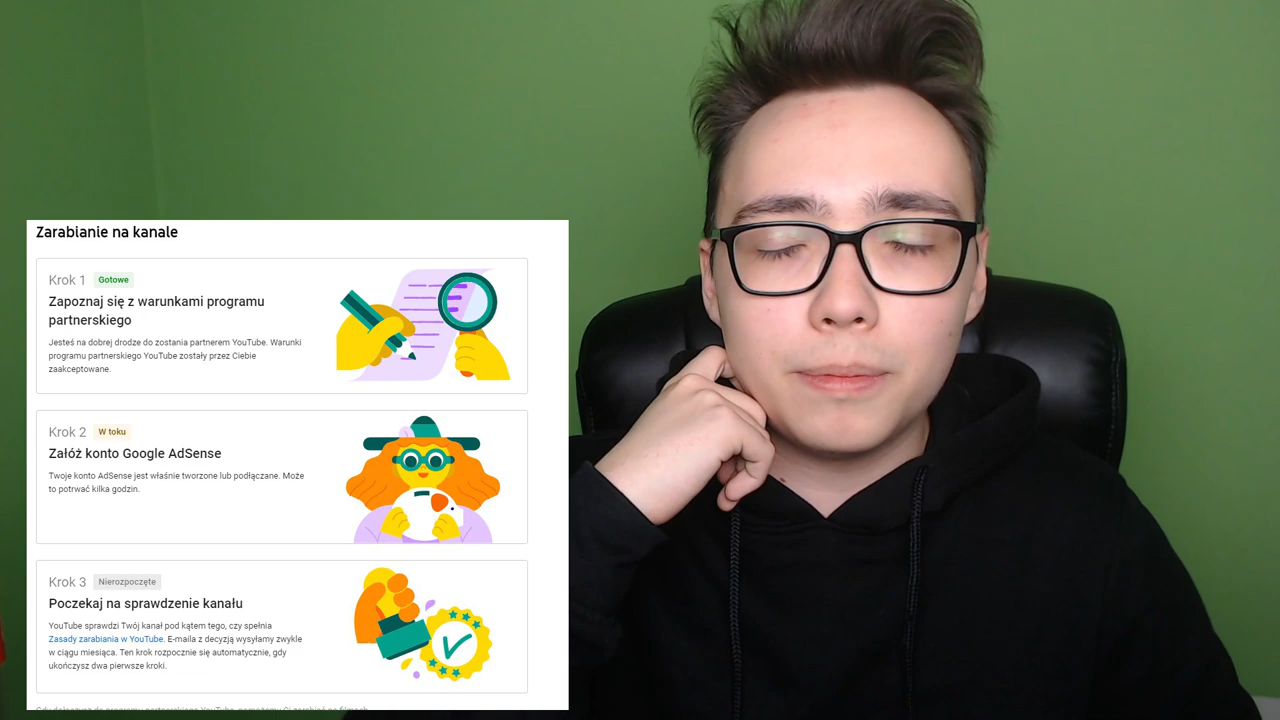 Zarabianie na kanale
Krok 1 Gotowe
Zapoznaj się z warunkami programu
partnerskiego
Jesteś na dobrej drodze do zostania partnerem YouTube. Warunki
programu partnerskiego YouTube zostały przez Ciebie
zaakceptowane.
Krok 2 W toku
Załóż konto Google AdSense
Twoje konto AdSense jest właśnie tworzone lub podłączane. Może
to potrwać kilka godzin.
Krok 3 Nierozpoczęte
Poczekaj na sprawdzenie kanału
YouTube sprawdzi Twój kanał pod kątem tego, czy spełnia
Zasady zarabiania w YouTube. E-maila z decyzją wysyłamy zwykle
w ciągu miesiąca. Ten krok rozpocznie się automatycznie, gdy
ukończysz dwa pierwsze kroki.